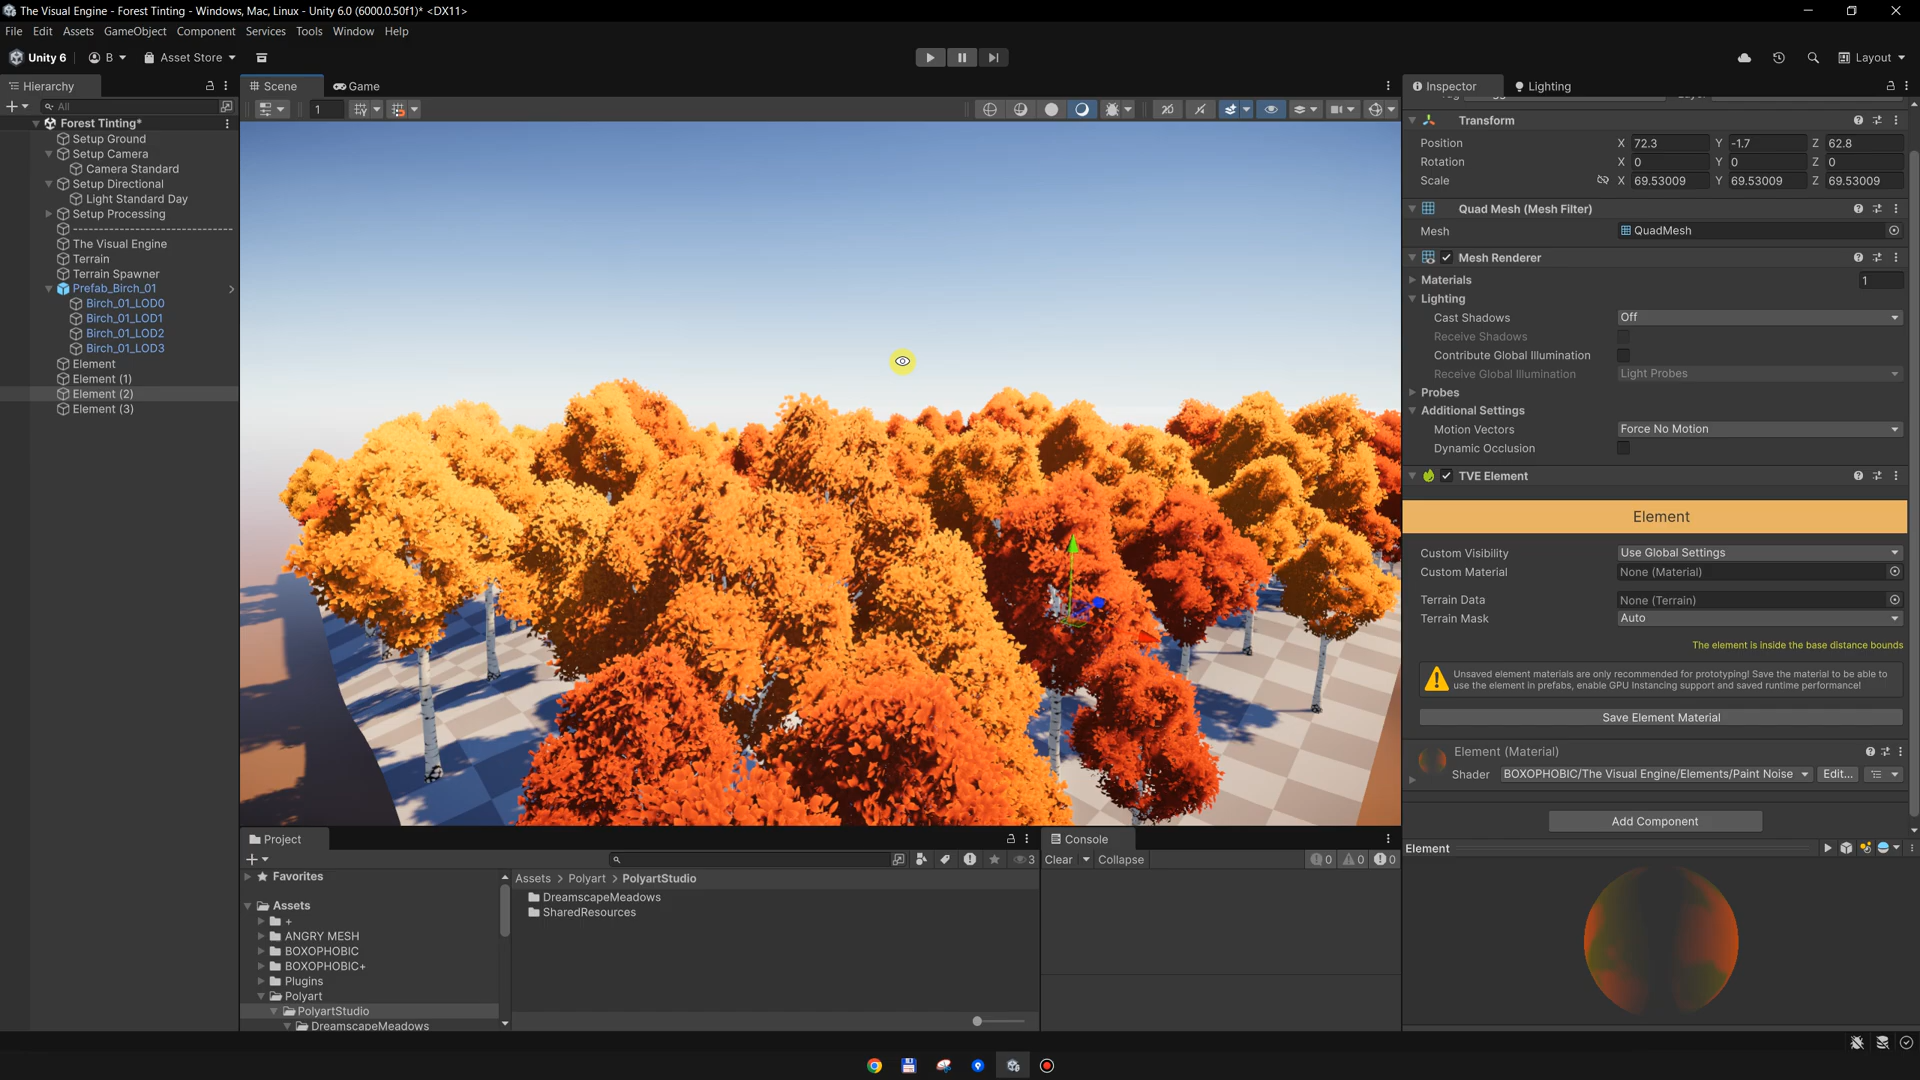 The Visual Engine - Forest Tinting - Windows, Mac, Linux - Unity 6.0 (6000.0.50f1)* <DX11>
File Edit Assets GameObject Component Services Tools Window Help
Unity 6 B Asset Store Layout
Hierarchy
All
Forest Tinting*
Setup Ground
Setup Camera
Camera Standard
Setup Directional
Light Standard Day
Setup Processing
--------------------------------
The Visual Engine
Terrain
Terrain Spawner
Prefab_Birch_01
Birch_01_LOD0
Birch_01_LOD1
Birch_01_LOD2
Birch_01_LOD3
Element
Element (1)
Element (2)
Element (3)
Scene Game
1
Inspector Lighting
Transform
Position X 72.3 Y -1.7 Z 62.8
Rotation X 0 Y 0 Z 0
Scale X 69.53009 Y 69.53009 Z 69.53009
Quad Mesh (Mesh Filter)
Mesh QuadMesh
Mesh Renderer
Materials 1
Lighting
Cast Shadows Off
Receive Shadows
Contribute Global Illumination
Receive Global Illumination Light Probes
Probes
Additional Settings
Motion Vectors Force No Motion
Dynamic Occlusion
TVE Element
Element
Custom Visibility Use Global Settings
Custom Material None (Material)
Terrain Data None (Terrain)
Terrain Mask Auto
The element is inside the base distance bounds
Unsaved element materials are only recommended for prototyping! Save the material to be able to
use the element in prefabs, enable GPU Instancing support and saved runtime performance!
Save Element Material
Element (Material)
Shader BOXOPHOBIC/The Visual Engine/Elements/Paint Noise Edit...
Add Component
Element
Project
3
Favorites
Assets
+
ANGRY MESH
BOXOPHOBIC
BOXOPHOBIC+
Plugins
Polyart
PolyartStudio
DreamscapeMeadows
Assets > Polyart > PolyartStudio
DreamscapeMeadows
SharedResources
Console
Clear Collapse 0 0 0